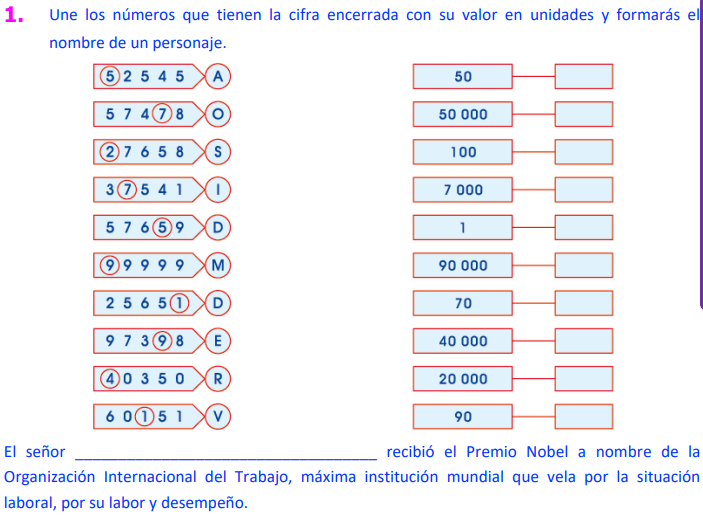 1. Une los números que tienen la cifra encerrada con su valor en unidades y formarás el
nombre de un personaje.
5 2 5 4 5 A 50
5 7 4 7 8 O 50 000
2 7 6 5 8 S 100
3 7 5 4 1 I 7 000
5 7 6 5 9 D 1
9 9 9 9 9 M 90 000
2 5 6 5 1 D 70
9 7 3 9 8 E 40 000
4 0 3 5 0 R 20 000
6 0 1 5 1 V 90
El señor ____________________________________ recibió el Premio Nobel a nombre de la
Organización Internacional del Trabajo, máxima institución mundial que vela por la situación
laboral, por su labor y desempeño.